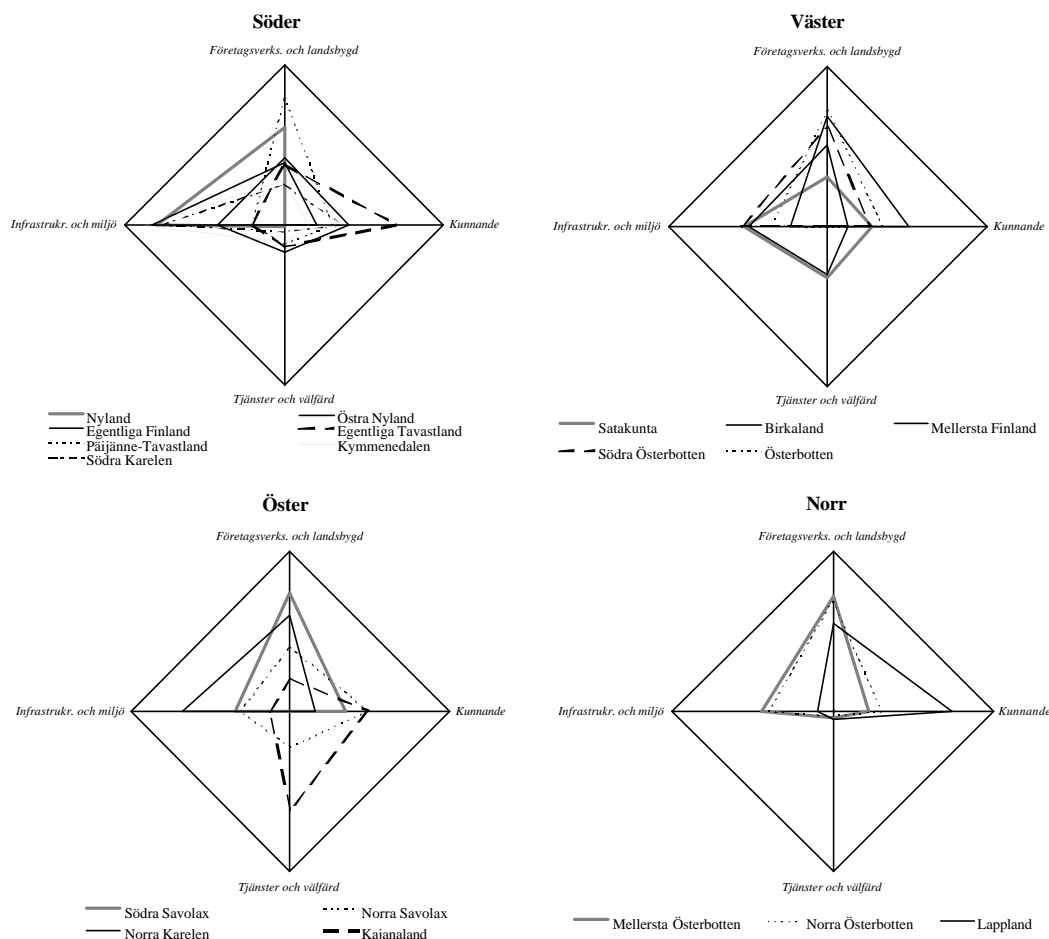 Söder
Företagsverks. och landsbygd
Infrastrukr. och miljö
Kunnande
Tjänster och välfärd
Nyland
Östra Nyland
Egentliga Finland
Egentliga Tavastland
Päijänne-Tavastland
Kymmenedalen
Södra Karelen
Väster
Företagsverks. och landsbygd
Infrastrukr. och miljö
Kunnande
Tjänster och välfärd
Satakunta
Birkaland
Mellersta Finland
Södra Österbotten
Österbotten
Öster
Företagsverks. och landsbygd
Infrastrukr. och miljö
Kunnande
Tjänster och välfärd
Södra Savolax
Norra Savolax
Norra Karelen
Kajanaland
Norr
Företagsverks. och landsbygd
Infrastrukr. och miljö
Kunnande
Tjänster och välfärd
Mellersta Österbotten
Norra Österbotten
Lappland